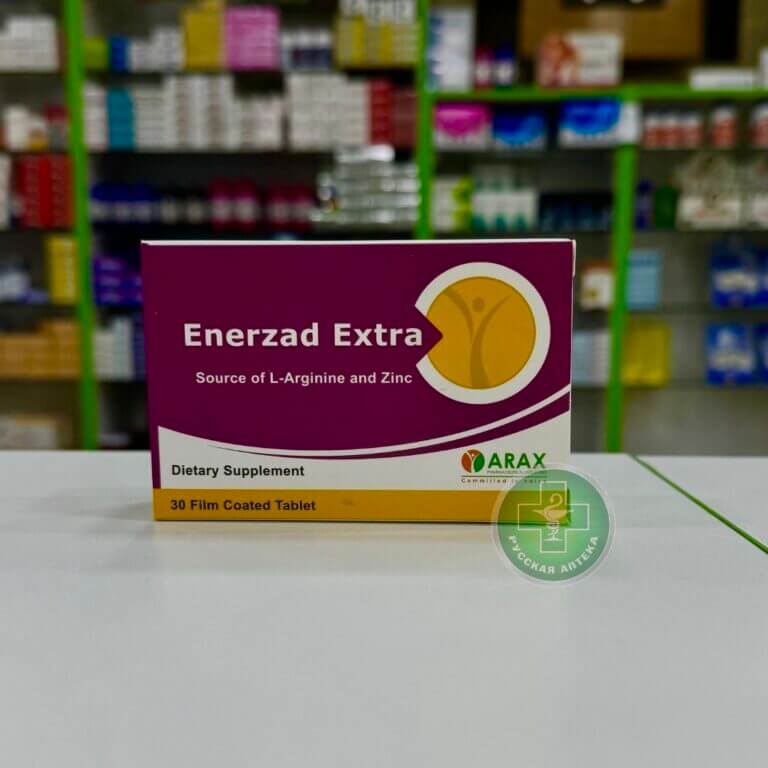 Enerzad Extra
Source of L-Arginine and Zinc
Dietary Supplement
ARAX
30 Film Coated Tablet
РУССКАЯ АПТЕКА